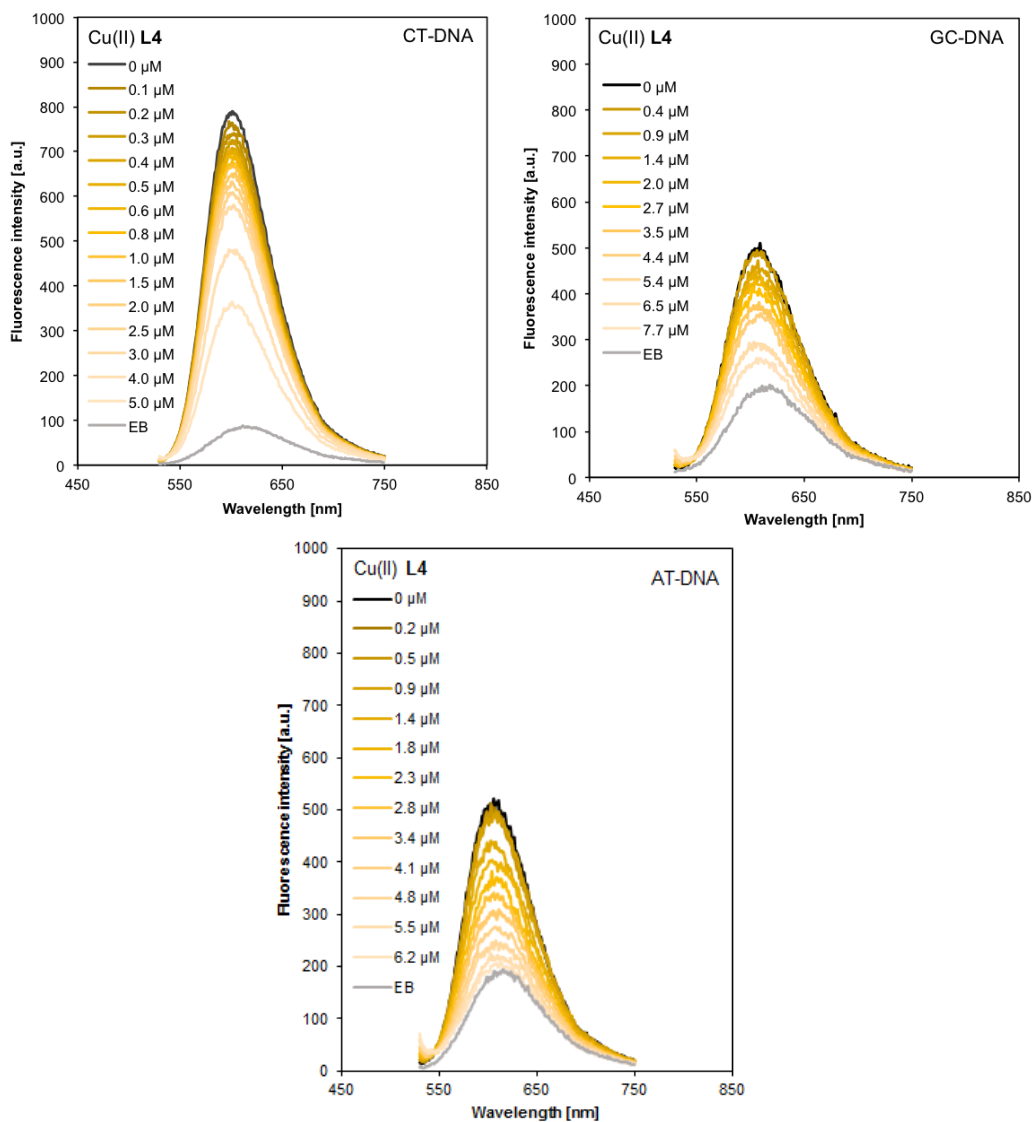 Cu(II) L4
CT-DNA
0 µM
0.1 µM
0.2 µM
0.3 µM
0.4 µM
0.5 µM
0.6 µM
0.8 µM
1.0 µM
1.5 µM
2.0 µM
2.5 µM
3.0 µM
4.0 µM
5.0 µM
EB
1000
900
800
700
600
500
400
300
200
100
0
450
550
650
750
850
Fluorescence intensity [a.u.]
Wavelength [nm]
Cu(II) L4
GC-DNA
0 µM
0.4 µM
0.9 µM
1.4 µM
2.0 µM
2.7 µM
3.5 µM
4.4 µM
5.4 µM
6.5 µM
7.7 µM
EB
1000
900
800
700
600
500
400
300
200
100
0
450
550
650
750
850
Fluorescence intensity [a.u.]
Wavelength [nm]
Cu(II) L4
AT-DNA
0 µM
0.2 µM
0.5 µM
0.9 µM
1.4 µM
1.8 µM
2.3 µM
2.8 µM
3.4 µM
4.1 µM
4.8 µM
5.5 µM
6.2 µM
EB
1000
900
800
700
600
500
400
300
200
100
0
450
550
650
750
850
Fluorescence intensity [a.u.]
Wavelength [nm]